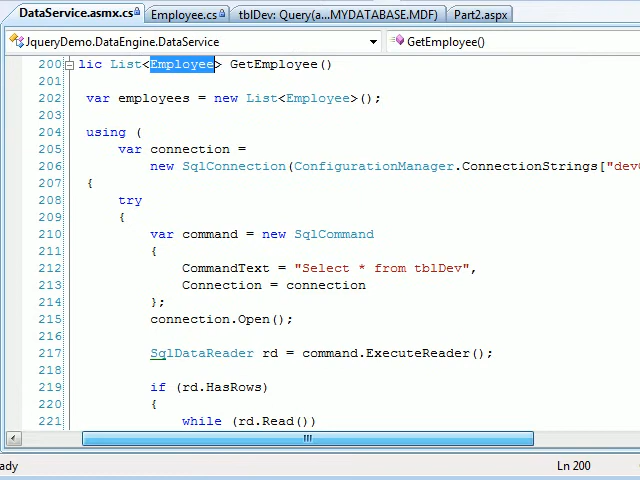 DataService.asmx.cs Employee.cs tblDev: Query(a...MYDATABASE.MDF) Part2.aspx
JqueryDemo.DataEngine.DataService GetEmployee()
200 lic List<Employee> GetEmployee()
201
202 var employees = new List<Employee>();
203
204 using (
205 var connection =
206 new SqlConnection(ConfigurationManager.ConnectionStrings["dev
207 {
208 try
209 {
210 var command = new SqlCommand
211 {
212 CommandText = "Select * from tblDev",
213 Connection = connection
214 };
215 connection.Open();
216
217 SqlDataReader rd = command.ExecuteReader();
218
219 if (rd.HasRows)
220 {
221 while (rd.Read())
ady Ln 200